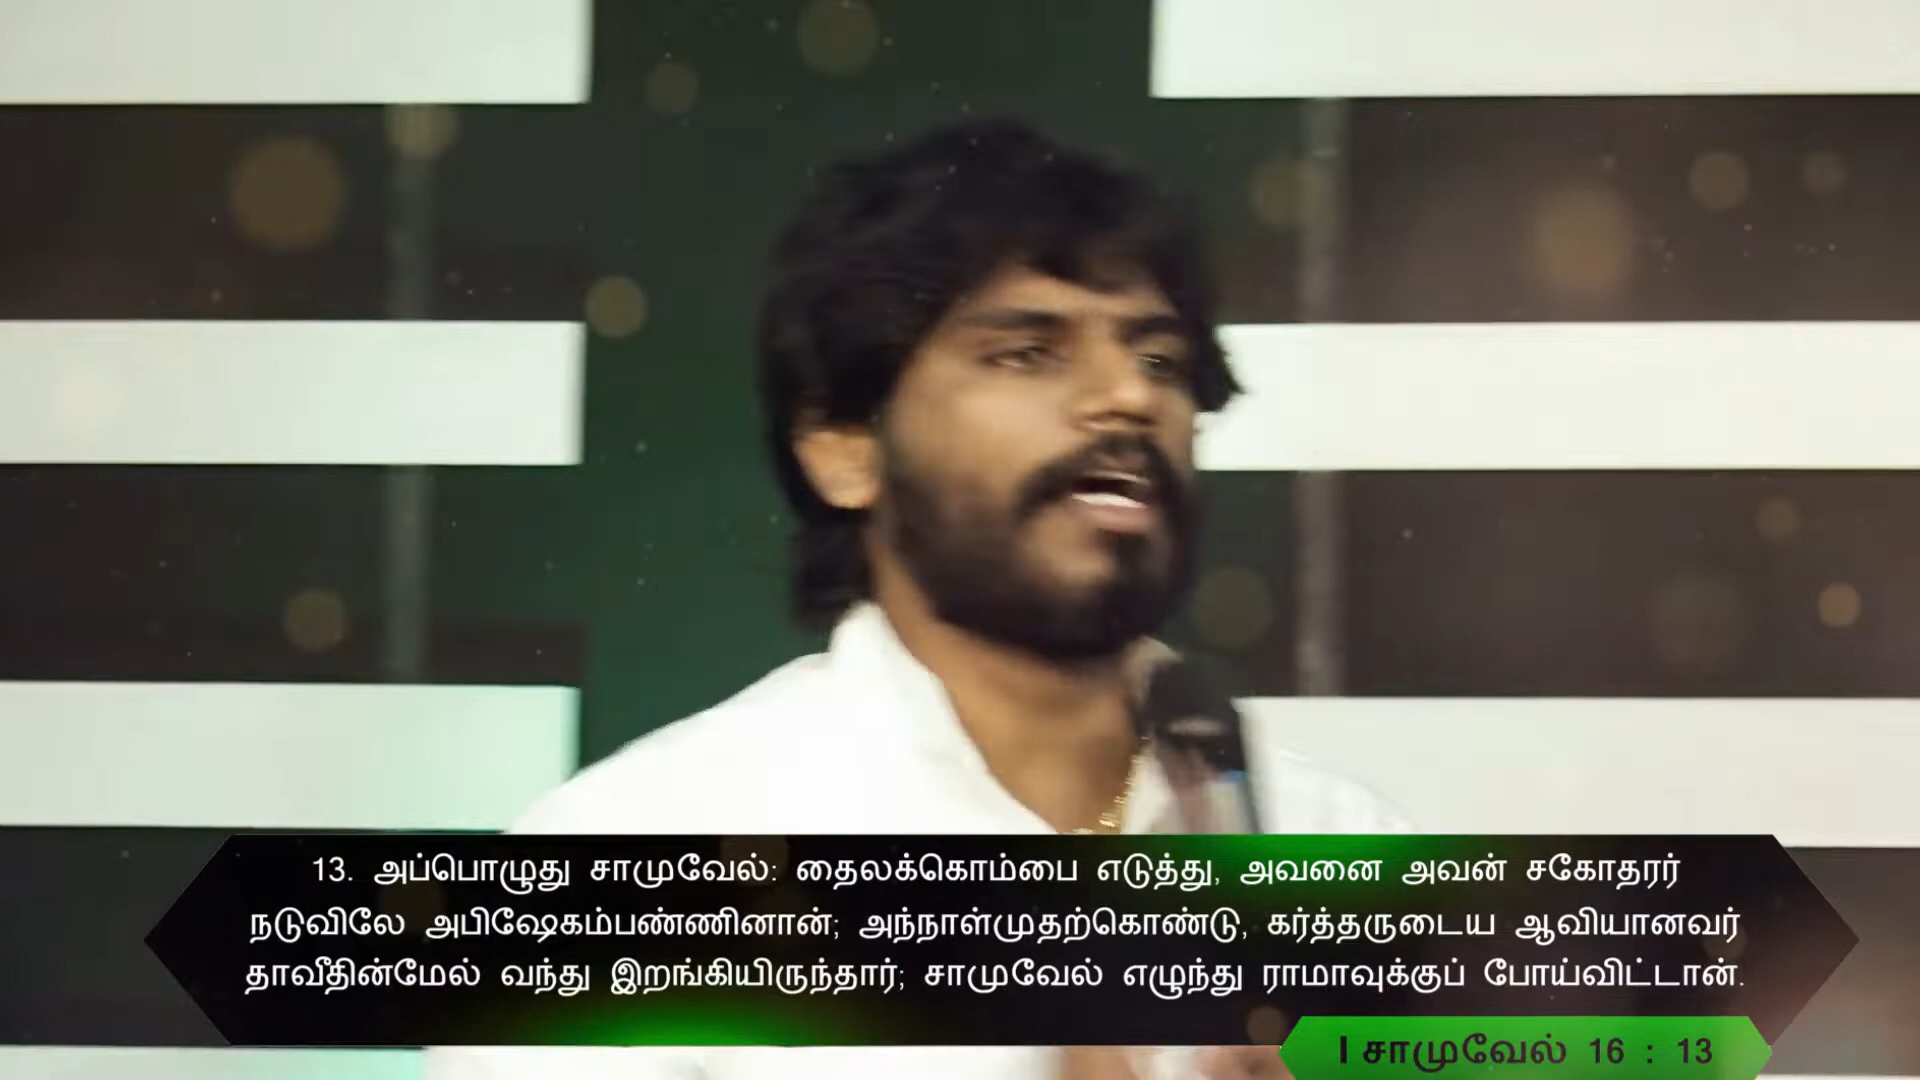 13. அப்பொழுது சாமுவேல்: தைலக்கொம்பை எடுத்து, அவனை அவன் சகோதரர்
நடுவிலே அபிஷேகம்பண்ணினான்; அந்நாள்முதற்கொண்டு, கர்த்தருடைய ஆவியானவர்
தாவீதின்மேல் வந்து இறங்கியிருந்தார்; சாமுவேல் எழுந்து ராமாவுக்குப் போய்விட்டான்.
I சாமுவேல் 16 : 13